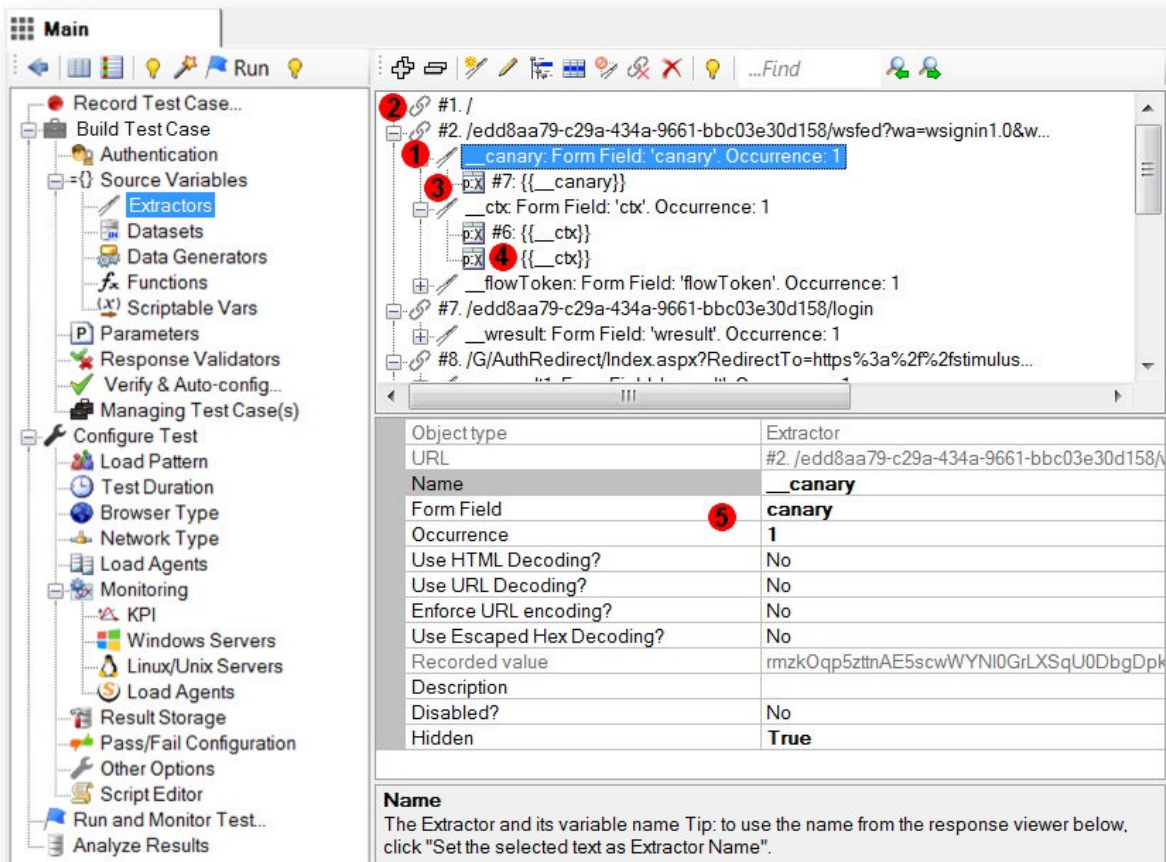 Main
Run
...Find
Record Test Case...
Build Test Case
Authentication
={} Source Variables
Extractors
Datasets
Data Generators
fx Functions
(X) Scriptable Vars
P Parameters
Response Validators
Verify & Auto-config...
Managing Test Case(s)
Configure Test
Load Pattern
Test Duration
Browser Type
Network Type
Load Agents
Monitoring
KPI
Windows Servers
Linux/Unix Servers
Load Agents
Result Storage
Pass/Fail Configuration
Other Options
Script Editor
Run and Monitor Test...
Analyze Results
2 #1. /
#2. /edd8aa79-c29a-434a-9661-bbc03e30d158/wsfed?wa=wsignin1.0&w...
1 __canary: Form Field: 'canary'. Occurrence: 1
3 p:X #7: {{__canary}}
__ctx: Form Field: 'ctx'. Occurrence: 1
p:X #6: {{__ctx}}
p:X 4 {{__ctx}}
__flowToken: Form Field: 'flowToken'. Occurrence: 1
#7. /edd8aa79-c29a-434a-9661-bbc03e30d158/login
__wresult: Form Field: 'wresult'. Occurrence: 1
#8. /G/AuthRedirect/Index.aspx?RedirectTo=https%3a%2f%2fstimulus...
Object type Extractor
URL #2. /edd8aa79-c29a-434a-9661-bbc03e30d158/
Name __canary
Form Field 5 canary
Occurrence 1
Use HTML Decoding? No
Use URL Decoding? No
Enforce URL encoding? No
Use Escaped Hex Decoding? No
Recorded value
Description
Disabled? No
Hidden True
Name
The Extractor and its variable name Tip: to use the name from the response viewer below,
click "Set the selected text as Extractor Name".